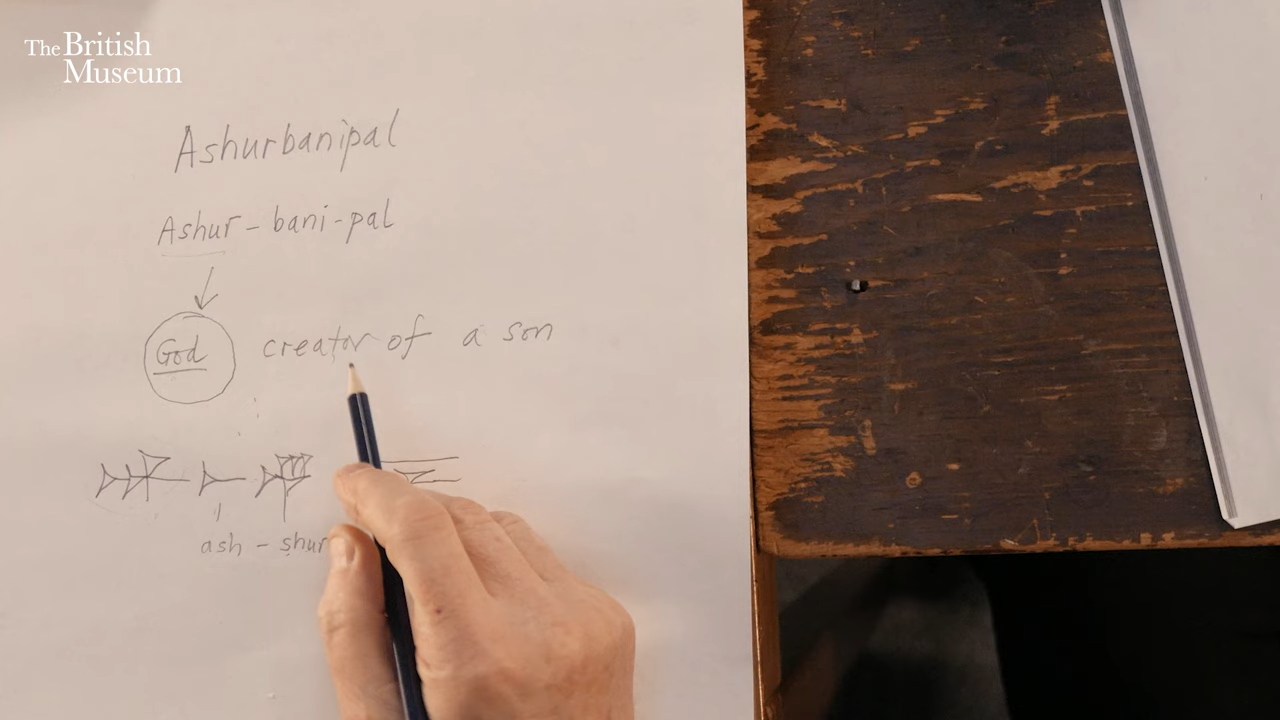 The British
Museum
Ashurbanipal
Ashur - bani - pal
God creator of a son
𒀭 𒀸 𒋩
ash - shur